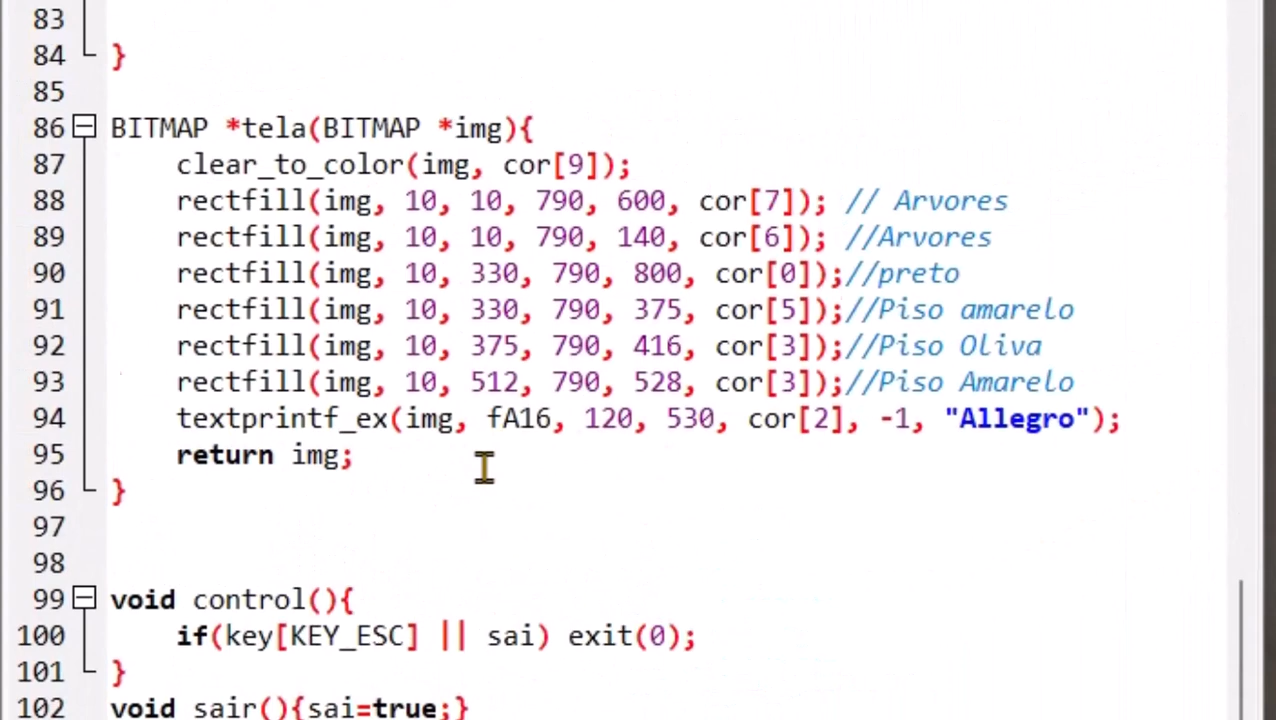 83
84 }
85
86 BITMAP *tela(BITMAP *img){
87 clear_to_color(img, cor[9]);
88 rectfill(img, 10, 10, 790, 600, cor[7]); // Arvores
89 rectfill(img, 10, 10, 790, 140, cor[6]); //Arvores
90 rectfill(img, 10, 330, 790, 800, cor[0]);//preto
91 rectfill(img, 10, 330, 790, 375, cor[5]);//Piso amarelo
92 rectfill(img, 10, 375, 790, 416, cor[3]);//Piso Oliva
93 rectfill(img, 10, 512, 790, 528, cor[3]);//Piso Amarelo
94 textprintf_ex(img, fA16, 120, 530, cor[2], -1, "Allegro");
95 return img;
96 }
97
98
99 void control(){
100 if(key[KEY_ESC] || sai) exit(0);
101 }
102 void sair(){sai=true;}